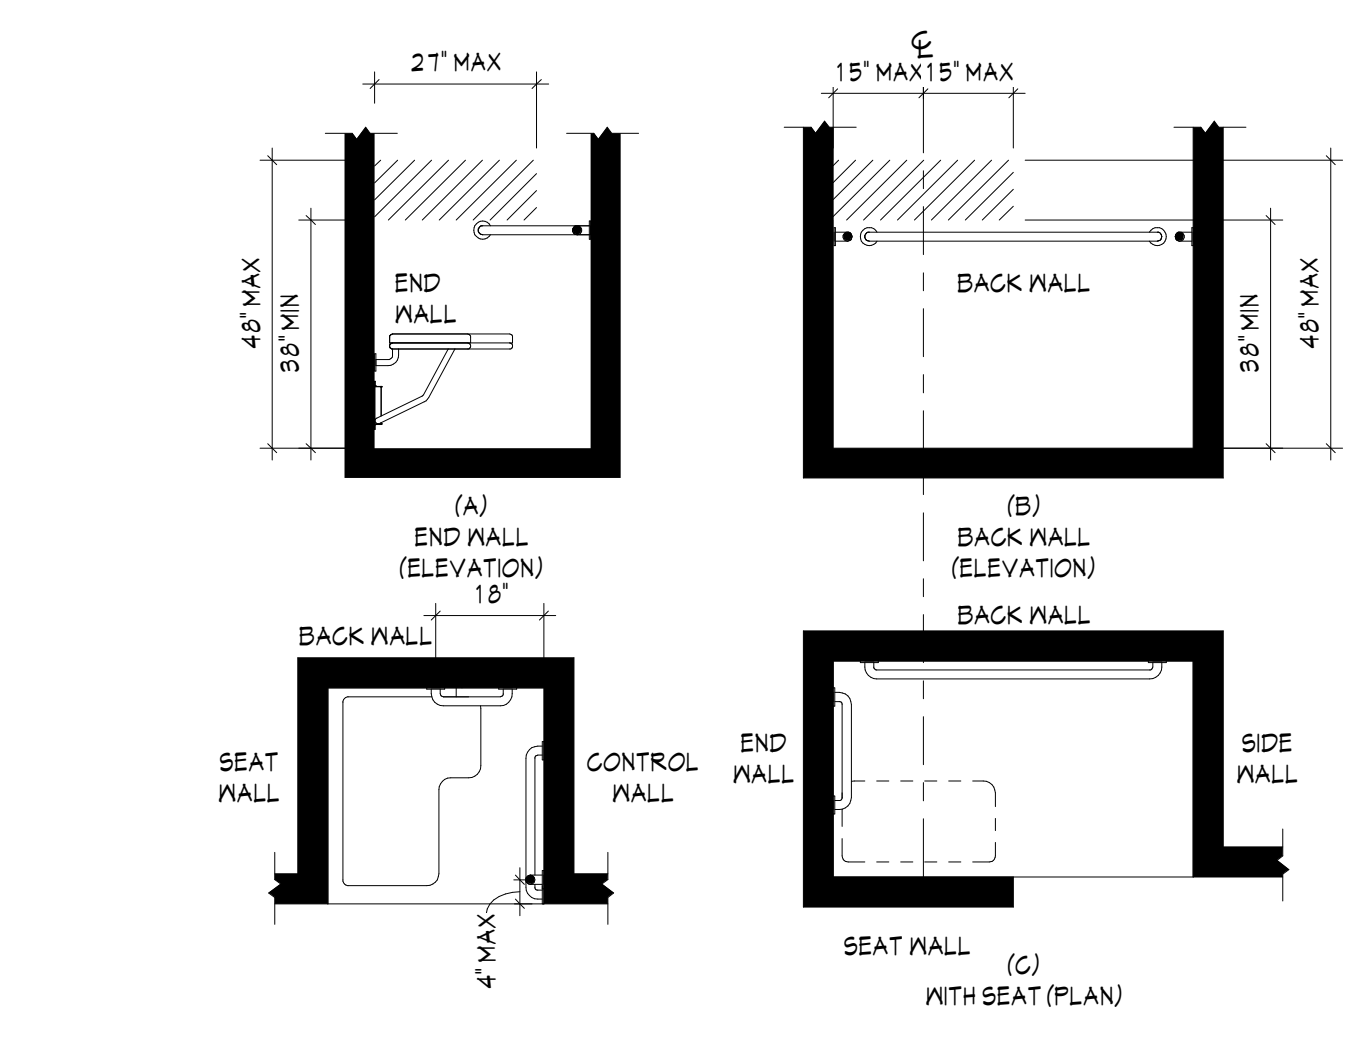 27" MAX
℄
15" MAX 15" MAX
48" MAX
38" MIN
END
WALL
BACK WALL
38" MIN
48" MAX
(A)
END WALL
(ELEVATION)
(B)
BACK WALL
(ELEVATION)
18"
BACK WALL
BACK WALL
SEAT
WALL
CONTROL
WALL
END
WALL
SIDE
WALL
4" MAX
SEAT WALL
(C)
WITH SEAT (PLAN)